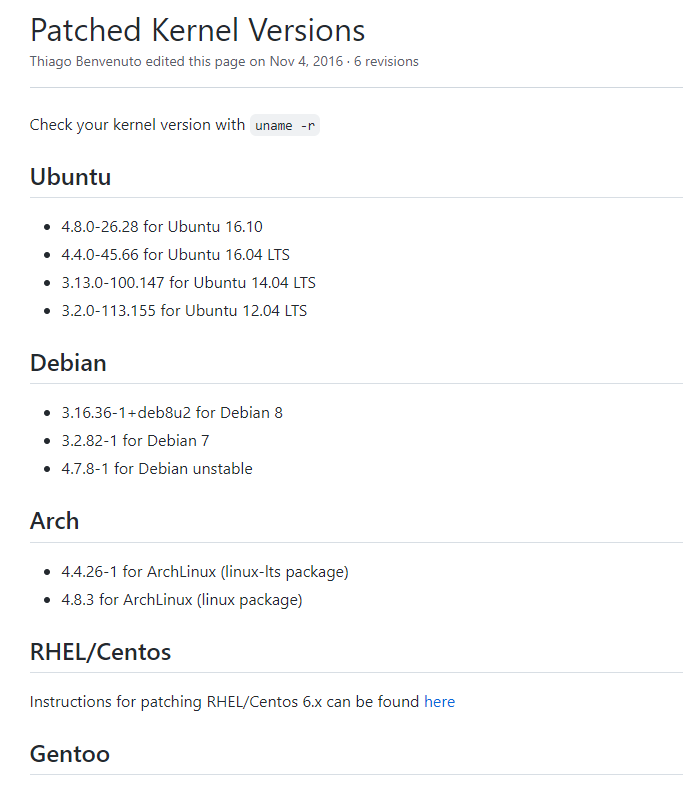 Patched Kernel Versions
Thiago Benvenuto edited this page on Nov 4, 2016 · 6 revisions
Check your kernel version with uname -r
Ubuntu
4.8.0-26.28 for Ubuntu 16.10
4.4.0-45.66 for Ubuntu 16.04 LTS
3.13.0-100.147 for Ubuntu 14.04 LTS
3.2.0-113.155 for Ubuntu 12.04 LTS
Debian
3.16.36-1+deb8u2 for Debian 8
3.2.82-1 for Debian 7
4.7.8-1 for Debian unstable
Arch
4.4.26-1 for ArchLinux (linux-lts package)
4.8.3 for ArchLinux (linux package)
RHEL/Centos
Instructions for patching RHEL/Centos 6.x can be found here
Gentoo